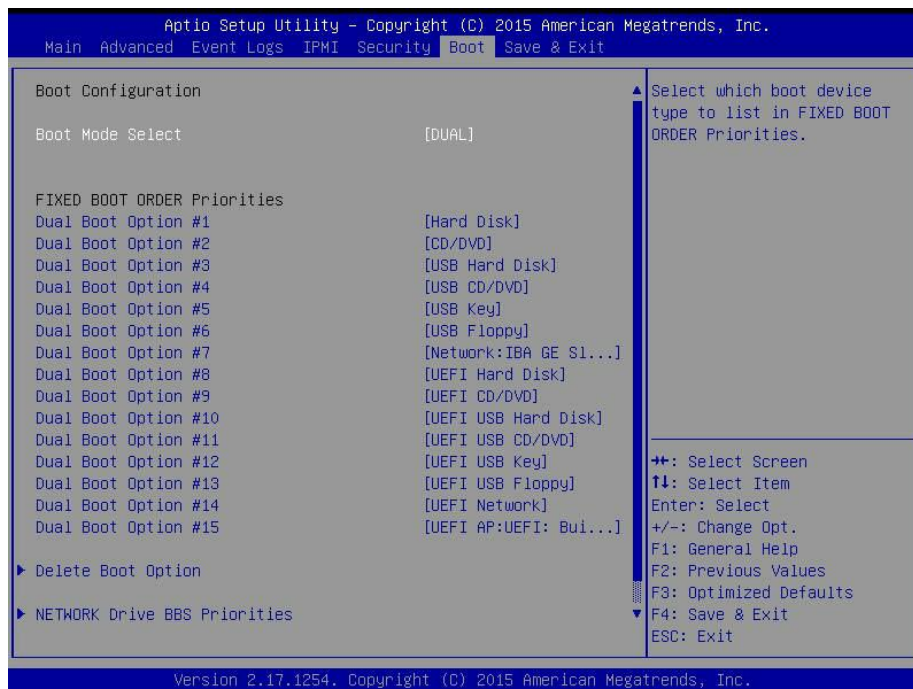 Aptio Setup Utility – Copyright (C) 2015 American Megatrends, Inc.
Main Advanced Event Logs IPMI Security Boot Save & Exit
Boot Configuration
Boot Mode Select [DUAL]
FIXED BOOT ORDER Priorities
Dual Boot Option #1 [Hard Disk]
Dual Boot Option #2 [CD/DVD]
Dual Boot Option #3 [USB Hard Disk]
Dual Boot Option #4 [USB CD/DVD]
Dual Boot Option #5 [USB Key]
Dual Boot Option #6 [USB Floppy]
Dual Boot Option #7 [Network:IBA GE Sl...]
Dual Boot Option #8 [UEFI Hard Disk]
Dual Boot Option #9 [UEFI CD/DVD]
Dual Boot Option #10 [UEFI USB Hard Disk]
Dual Boot Option #11 [UEFI USB CD/DVD]
Dual Boot Option #12 [UEFI USB Key]
Dual Boot Option #13 [UEFI USB Floppy]
Dual Boot Option #14 [UEFI Network]
Dual Boot Option #15 [UEFI AP:UEFI: Bui...]
Delete Boot Option
NETWORK Drive BBS Priorities
Select which boot device
type to list in FIXED BOOT
ORDER Priorities.
→←: Select Screen
↑↓: Select Item
Enter: Select
+/-: Change Opt.
F1: General Help
F2: Previous Values
F3: Optimized Defaults
F4: Save & Exit
ESC: Exit
Version 2.17.1254. Copyright (C) 2015 American Megatrends, Inc.